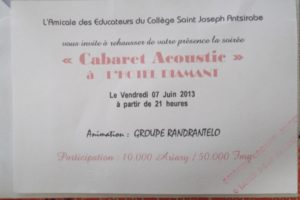 L'Amicale des Educateurs du Collège Saint Joseph Antsirabe
vous invite à rehausser de votre présence la soirée
« Cabaret Acoustic »
à L'HOTEL DIAMANT
Le Vendredi 07 Juin 2013
à partir de 21 heures
Animation : GROUPE RANDRANTELO
Participation : 10.000 Ariary / 50.000 Fmg